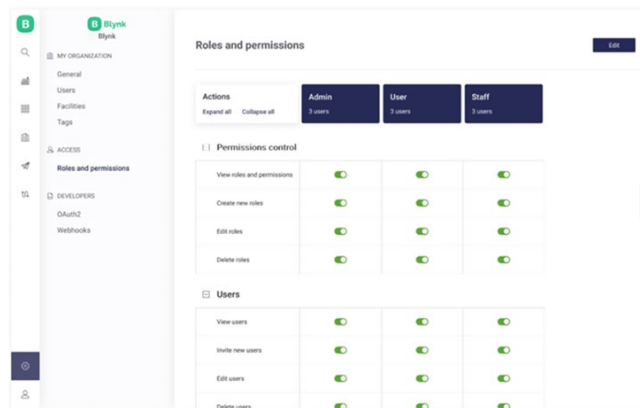 B
B Blynk
Blynk
MY ORGANIZATION
General
Users
Facilities
Tags
ACCESS
Roles and permissions
DEVELOPERS
OAuth2
Webhooks
Roles and permissions
Edit
Actions
Expand all Collapse all
Admin
3 users
User
3 users
Staff
3 users
Permissions control
View roles and permissions
Create new roles
Edit roles
Delete roles
Users
View users
Invite new users
Edit users
Delete users